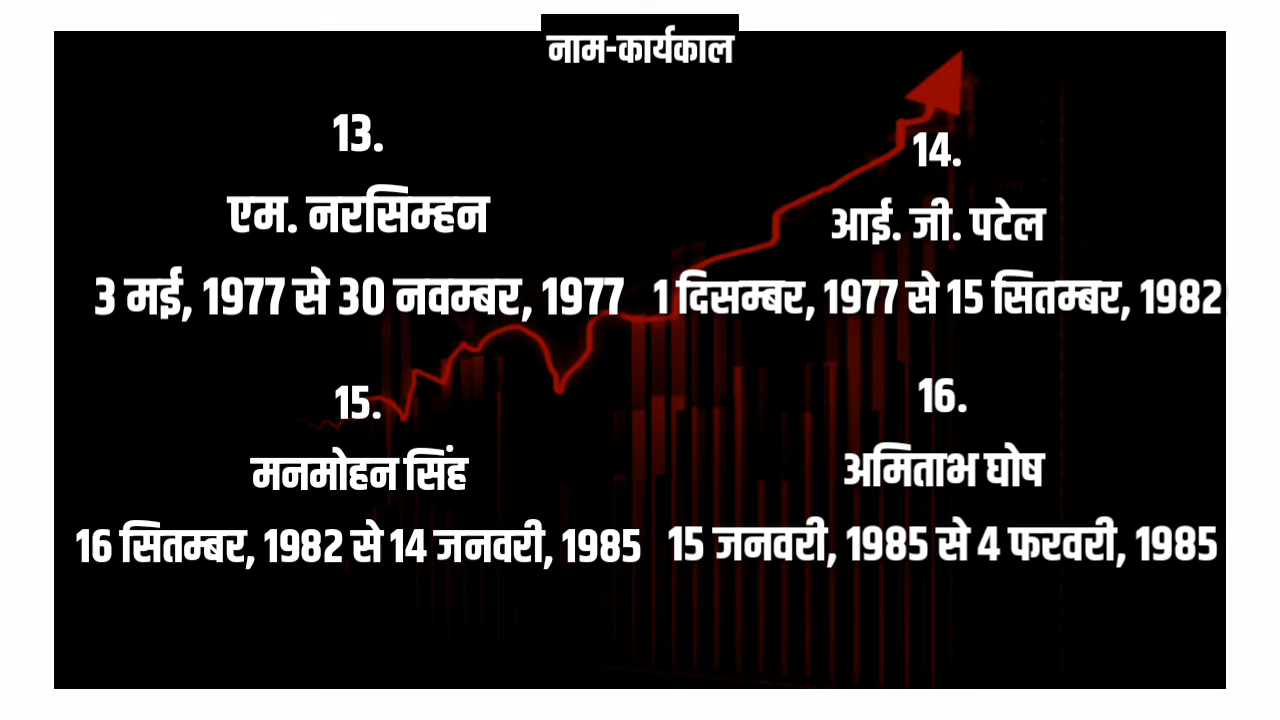 नाम-कार्यकाल
13.
एम. नरसिम्हन
3 मई, 1977 से 30 नवम्बर, 1977
14.
आई. जी. पटेल
1 दिसम्बर, 1977 से 15 सितम्बर, 1982
15.
मनमोहन सिंह
16 सितम्बर, 1982 से 14 जनवरी, 1985
16.
अमिताभ घोष
15 जनवरी, 1985 से 4 फरवरी, 1985